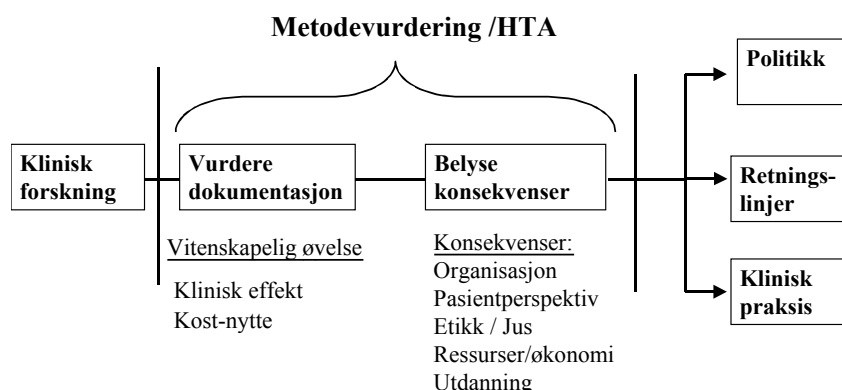 Metodevurdering /HTA
Klinisk
forskning
Vurdere
dokumentasjon
Vitenskapelig øvelse
Klinisk effekt
Kost-nytte
Belyse
konsekvenser
Konsekvenser:
Organisasjon
Pasientperspektiv
Etikk / Jus
Ressurser/økonomi
Utdanning
Politikk
Retnings-
linjer
Klinisk
praksis